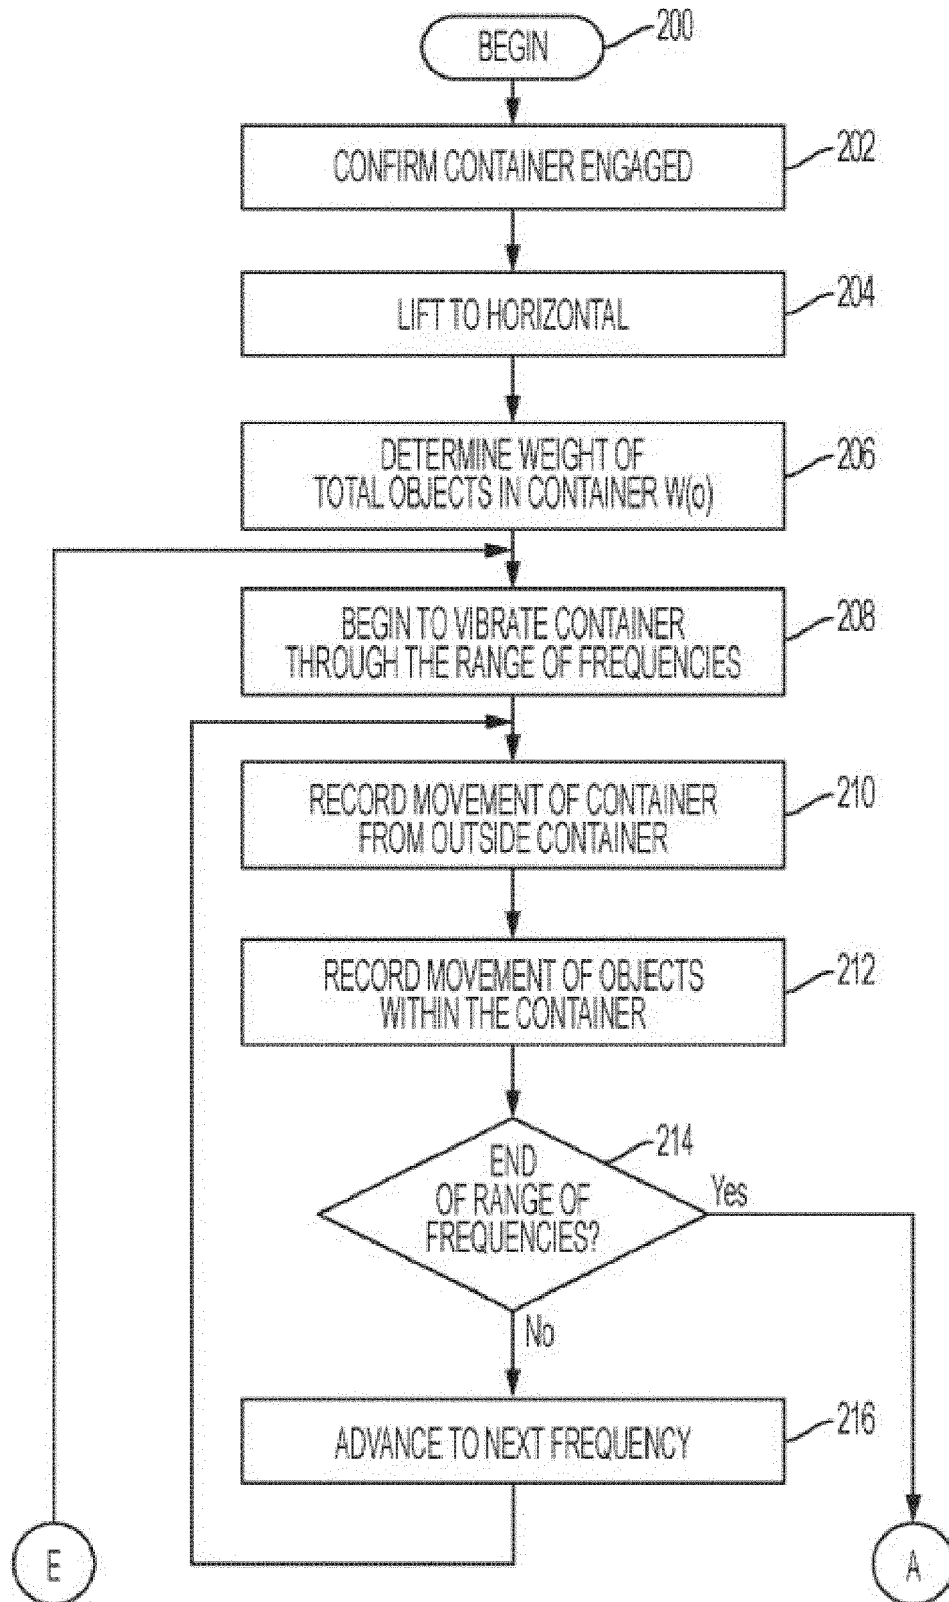 BEGIN
200
CONFIRM CONTAINER ENGAGED
202
LIFT TO HORIZONTAL
204
DETERMINE WEIGHT OF
TOTAL OBJECTS IN CONTAINER W(o)
206
BEGIN TO VIBRATE CONTAINER
THROUGH THE RANGE OF FREQUENCIES
208
RECORD MOVEMENT OF CONTAINER
FROM OUTSIDE CONTAINER
210
RECORD MOVEMENT OF OBJECTS
WITHIN THE CONTAINER
212
END
OF RANGE OF
FREQUENCIES?
214
Yes
No
ADVANCE TO NEXT FREQUENCY
216
E
A